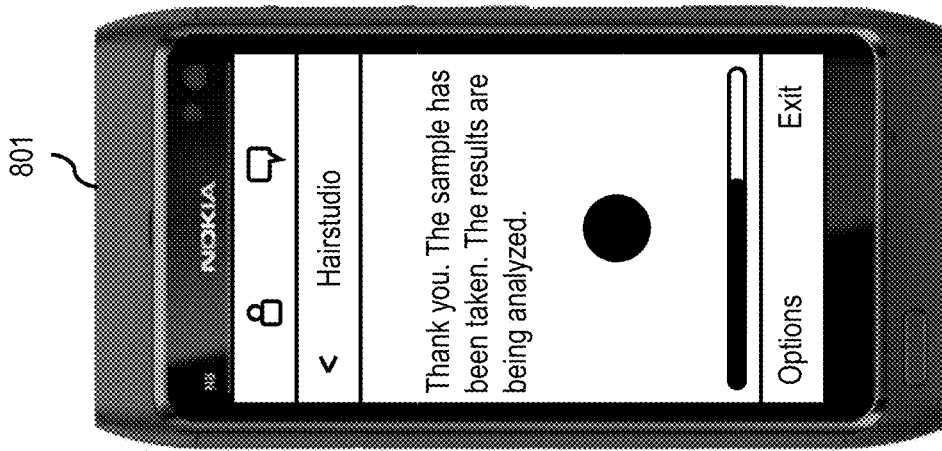 801
NOKIA
< Hairstudio
Thank you. The sample has
been taken. The results are
being analyzed.
Options Exit